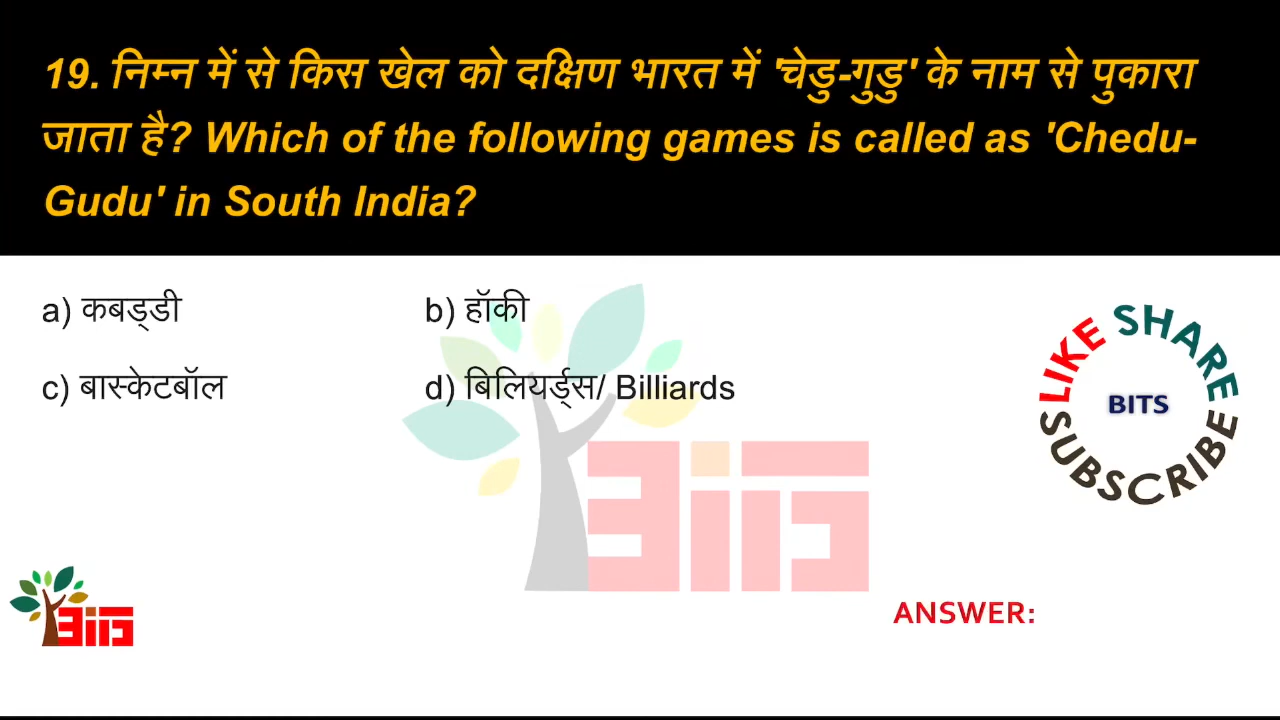 19. निम्न में से किस खेल को दक्षिण भारत में 'चेडु-गुडु' के नाम से पुकारा
जाता है? Which of the following games is called as 'Chedu-
Gudu' in South India?
a) कबड्डी
b) हॉकी
c) बास्केटबॉल
d) बिलियर्ड्स/ Billiards
LIKE SHARE
BITS
SUBSCRIBE
ANSWER: